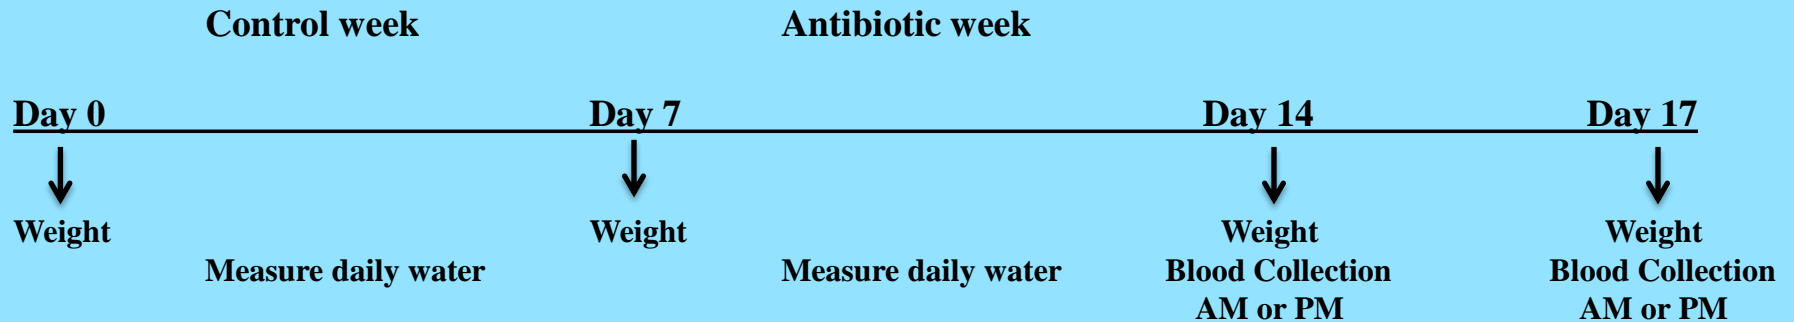 Control week Antibiotic week
Day 0 Day 7 Day 14 Day 17
Weight Weight Weight Weight
Measure daily water Measure daily water Blood Collection Blood Collection
AM or PM AM or PM